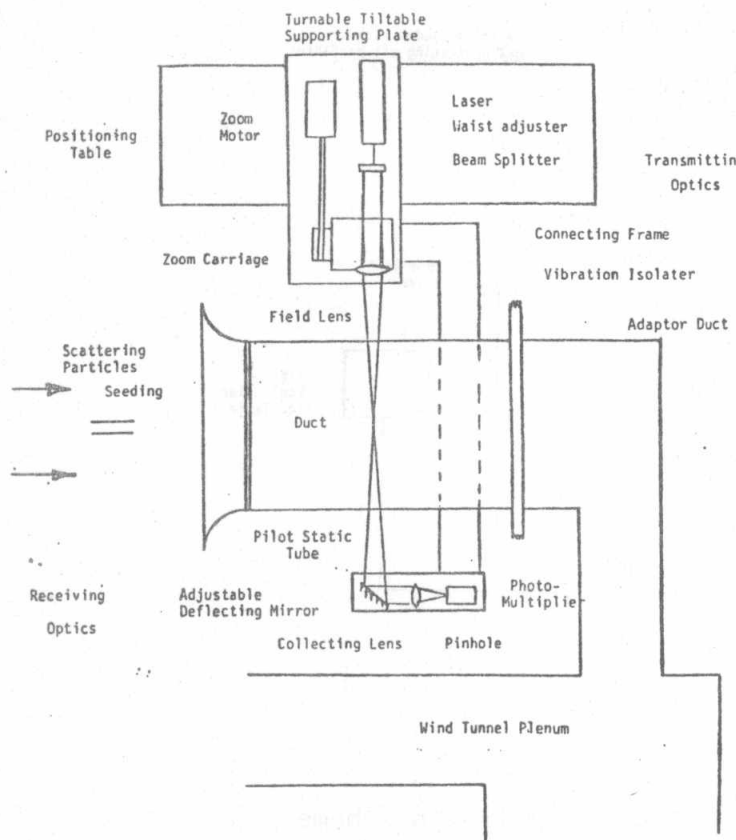 Turnable Tiltable
Supporting Plate
Positioning
Table
Zoom
Motor
Laser
Waist adjuster
Beam Splitter
Transmittin
Optics
Connecting Frame
Zoom Carriage
Vibration Isolater
Field Lens
Adaptor Duct
Scattering
Particles
Seeding
Duct
Pilot Static
Tube
Receiving
Optics
Adjustable
Deflecting Mirror
Photo-
Multiplie
Collecting Lens
Pinhole
Wind Tunnel Plenum